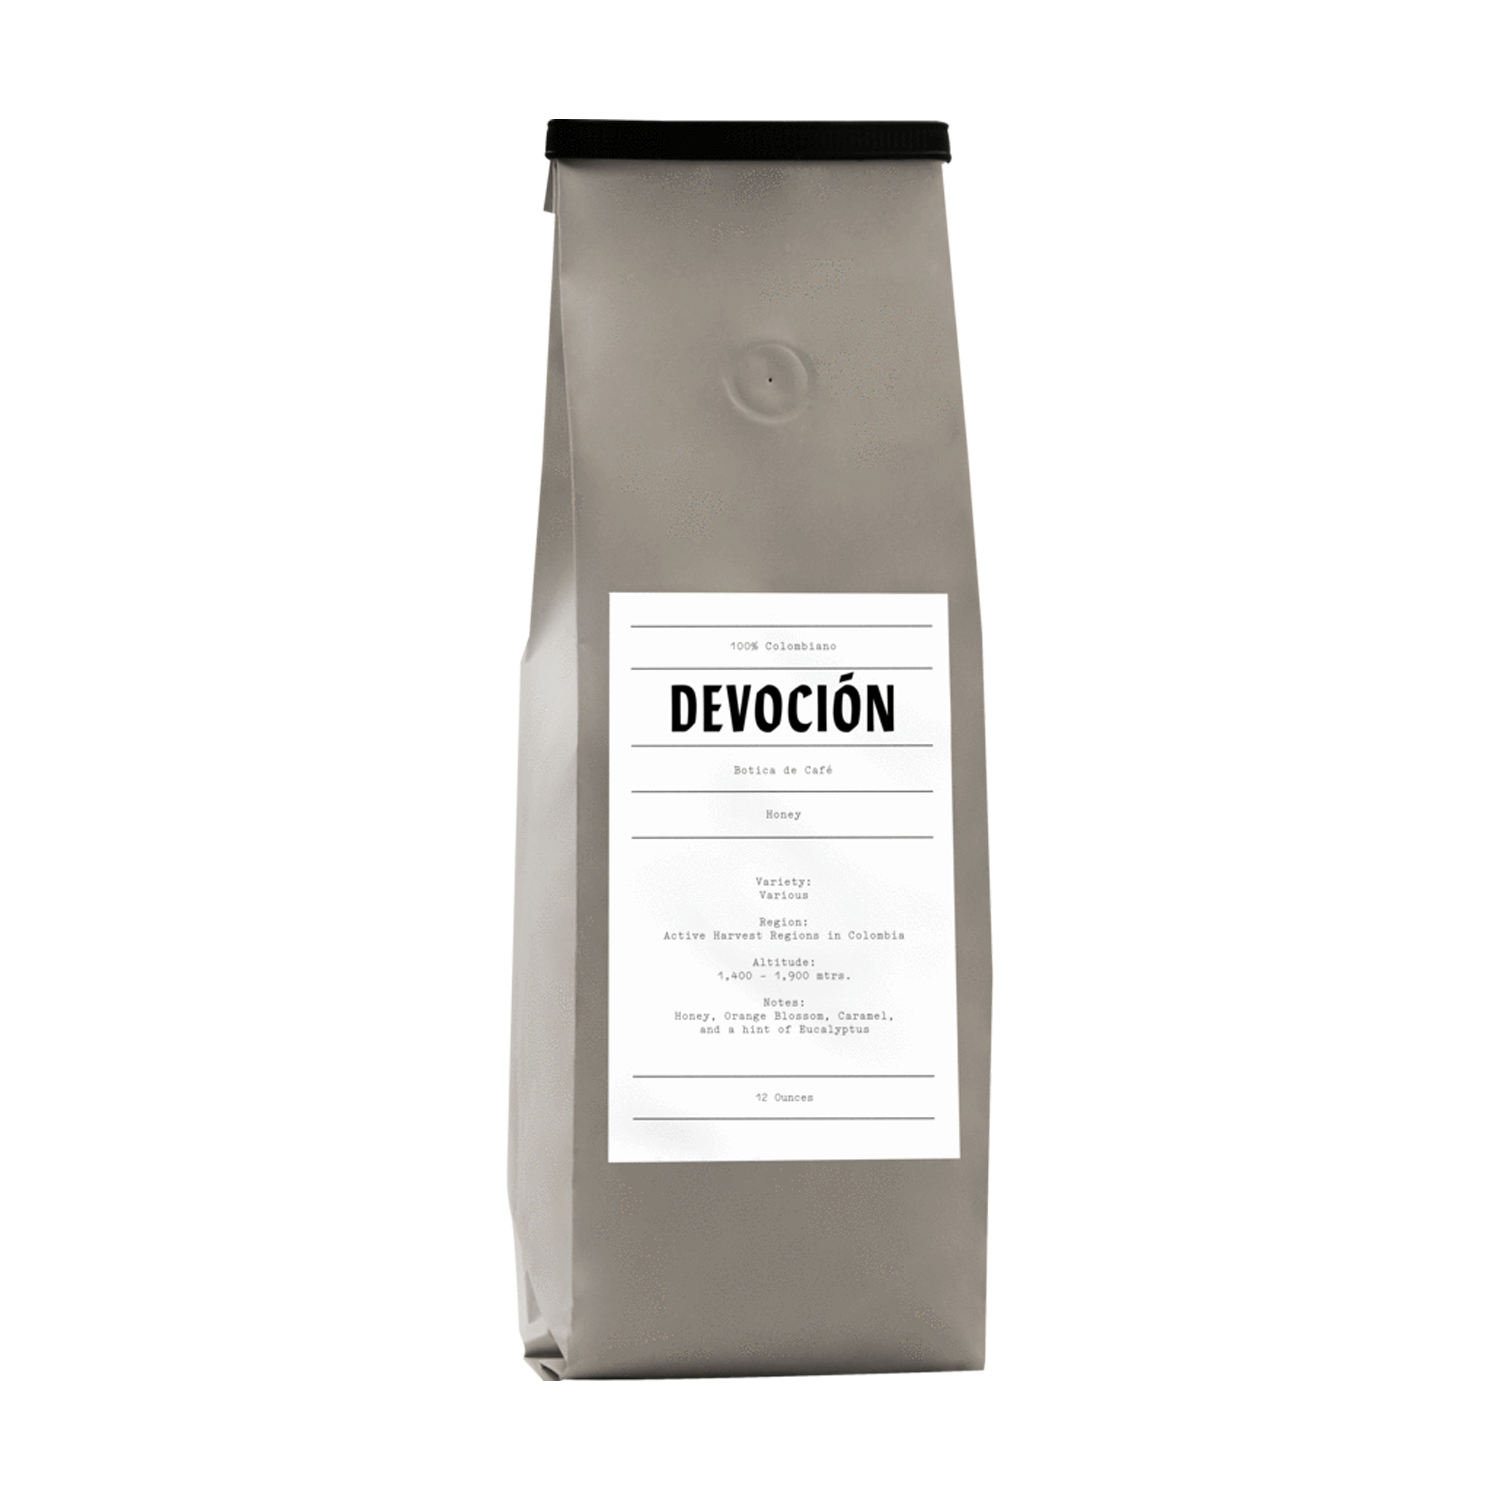 100% Colombiano
DEVOCIÓN
Botica de Café
Honey
Variety:
Various
Region:
Active Harvest Regions in Colombia
Altitude:
1,400 - 1,900 mtrs.
Notes:
Honey, Orange Blossom, Caramel,
and a hint of Eucalyptus
12 Ounces